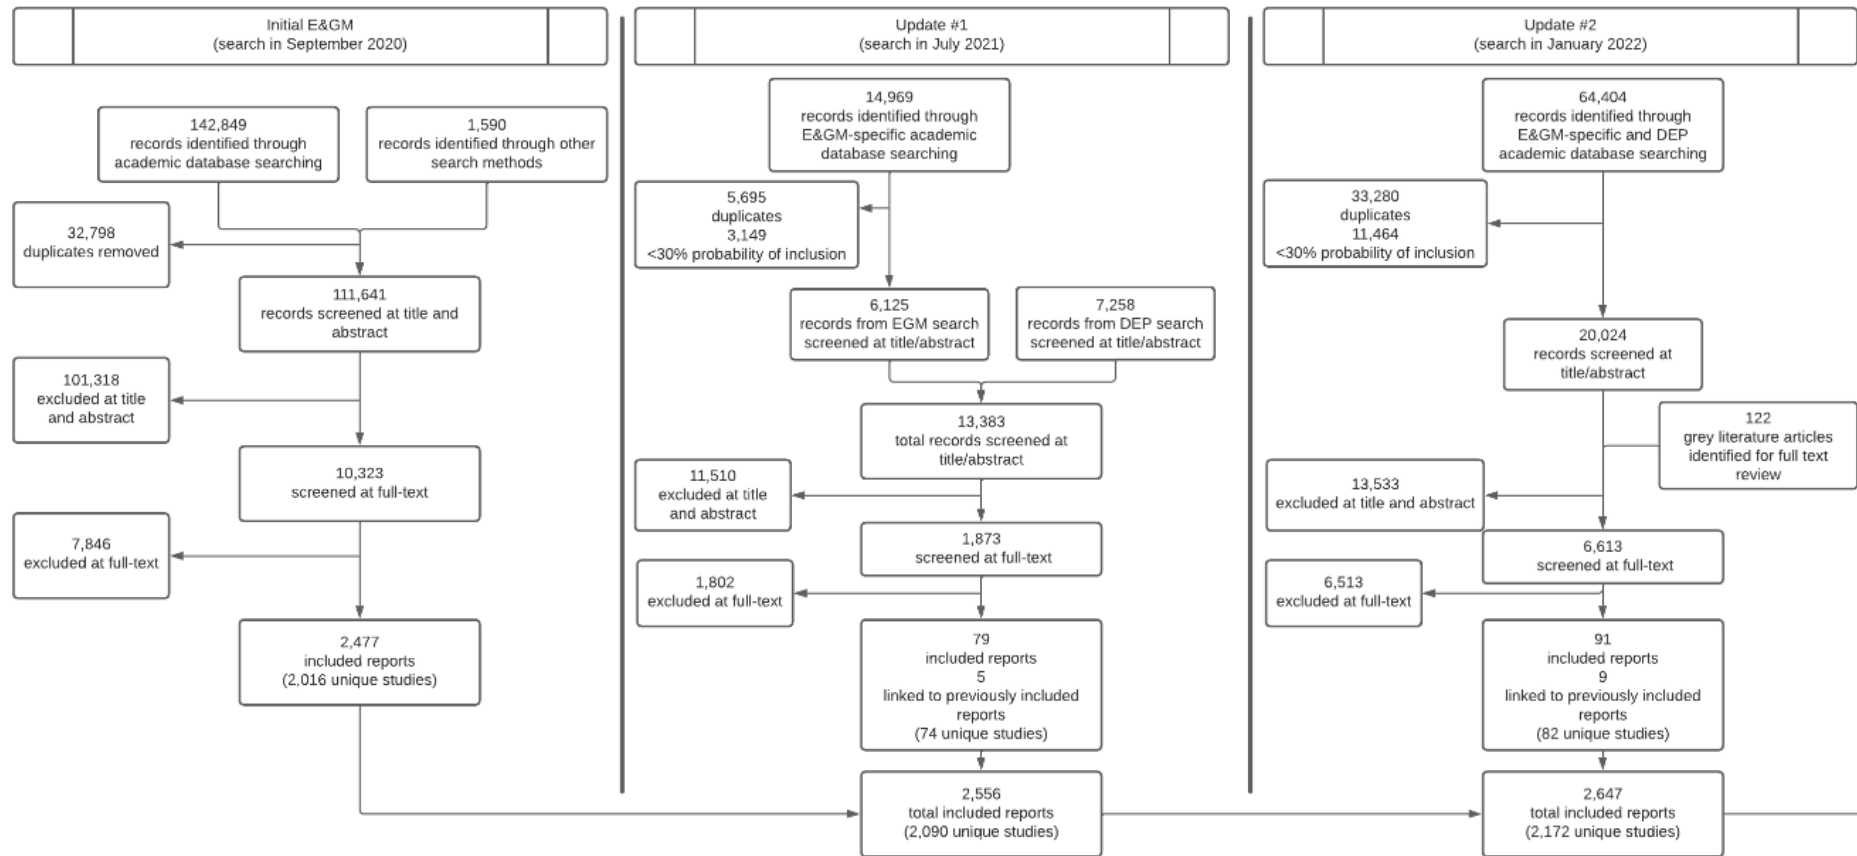 Initial E&GM
(search in September 2020)
142,849
records identified through
academic database searching
1,590
records identified through other
search methods
32,798
duplicates removed
111,641
records screened at title and
abstract
101,318
excluded at title
and abstract
10,323
screened at full-text
7,846
excluded at full-text
2,477
included reports
(2,016 unique studies)
Update #1
(search in July 2021)
14,969
records identified through
E&GM-specific academic
database searching
5,695
duplicates
3,149
<30% probability of inclusion
6,125
records from EGM search
screened at title/abstract
7,258
records from DEP search
screened at title/abstract
13,383
total records screened at
title/abstract
11,510
excluded at title
and abstract
1,873
screened at full-text
1,802
excluded at full-text
79
included reports
5
linked to previously included
reports
(74 unique studies)
2,556
total included reports
(2,090 unique studies)
Update #2
(search in January 2022)
64,404
records identified through
E&GM-specific and DEP
academic database searching
33,280
duplicates
11,464
<30% probability of inclusion
20,024
records screened at
title/abstract
122
grey literature articles
identified for full text
review
13,533
excluded at title and abstract
6,613
screened at full-text
6,513
excluded at full-text
91
included reports
9
linked to previously included
reports
(82 unique studies)
2,647
total included reports
(2,172 unique studies)